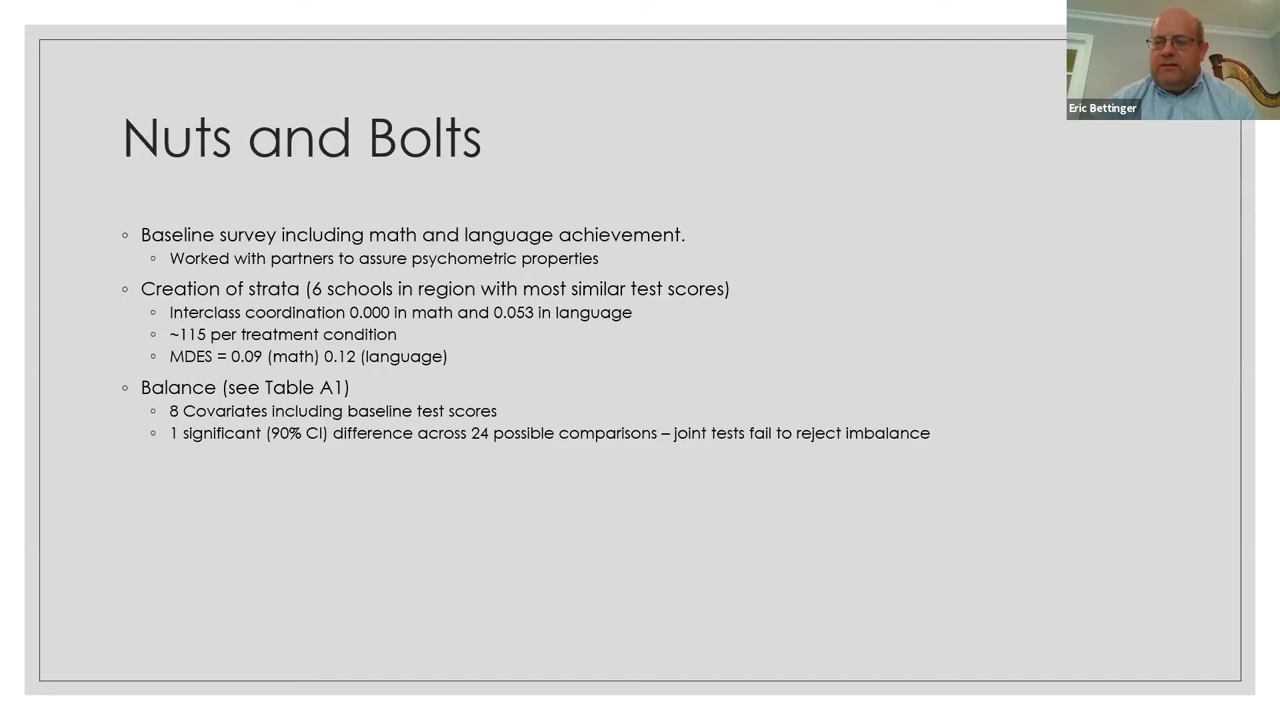 Eric Bettinger
Nuts and Bolts
Baseline survey including math and language achievement.
Worked with partners to assure psychometric properties
Creation of strata (6 schools in region with most similar test scores)
Interclass coordination 0.000 in math and 0.053 in language
~115 per treatment condition
MDES = 0.09 (math) 0.12 (language)
Balance (see Table A1)
8 Covariates including baseline test scores
1 significant (90% CI) difference across 24 possible comparisons – joint tests fail to reject imbalance